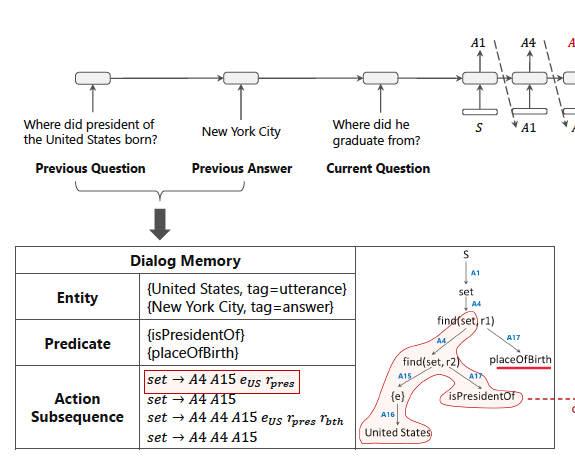 A1 A4 A
S A1
Where did president of
the United States born?
New York City
Where did he
graduate from?
Previous Question Previous Answer Current Question
Dialog Memory
Entity
{United States, tag=utterance}
{New York City, tag=answer}
Predicate
{isPresidentOf}
{placeOfBirth}
Action
Subsequence
set → A4 A15 e_US r_pres
set → A4 A15
set → A4 A4 A15 e_US r_pres r_bth
set → A4 A4 A15
S
A1
set
A4
find(set, r1)
A4 A17
find(set, r2) placeOfBirth
A15 A17
{e} isPresidentOf
A16
United States